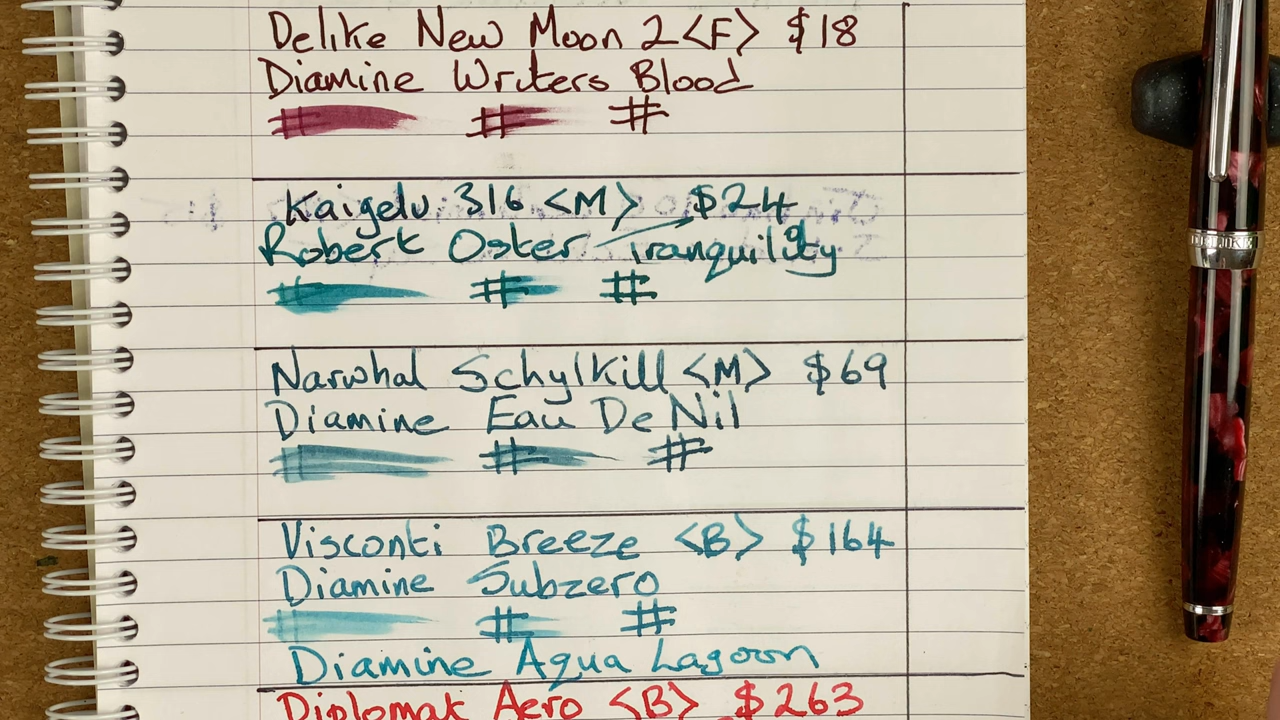 Delike New Moon 2 <F> $18
Diamine Writers Blood
# # #
Kaigelu 316 <M> $24
Robert Oster Tranquility
# # #
Narwhal Schylkill <M> $69
Diamine Eau De Nil
# # #
Visconti Breeze <B> $164
Diamine Subzero
# #
Diamine Aqua Lagoon
Diplomat Aero <B> $263
DELIKE